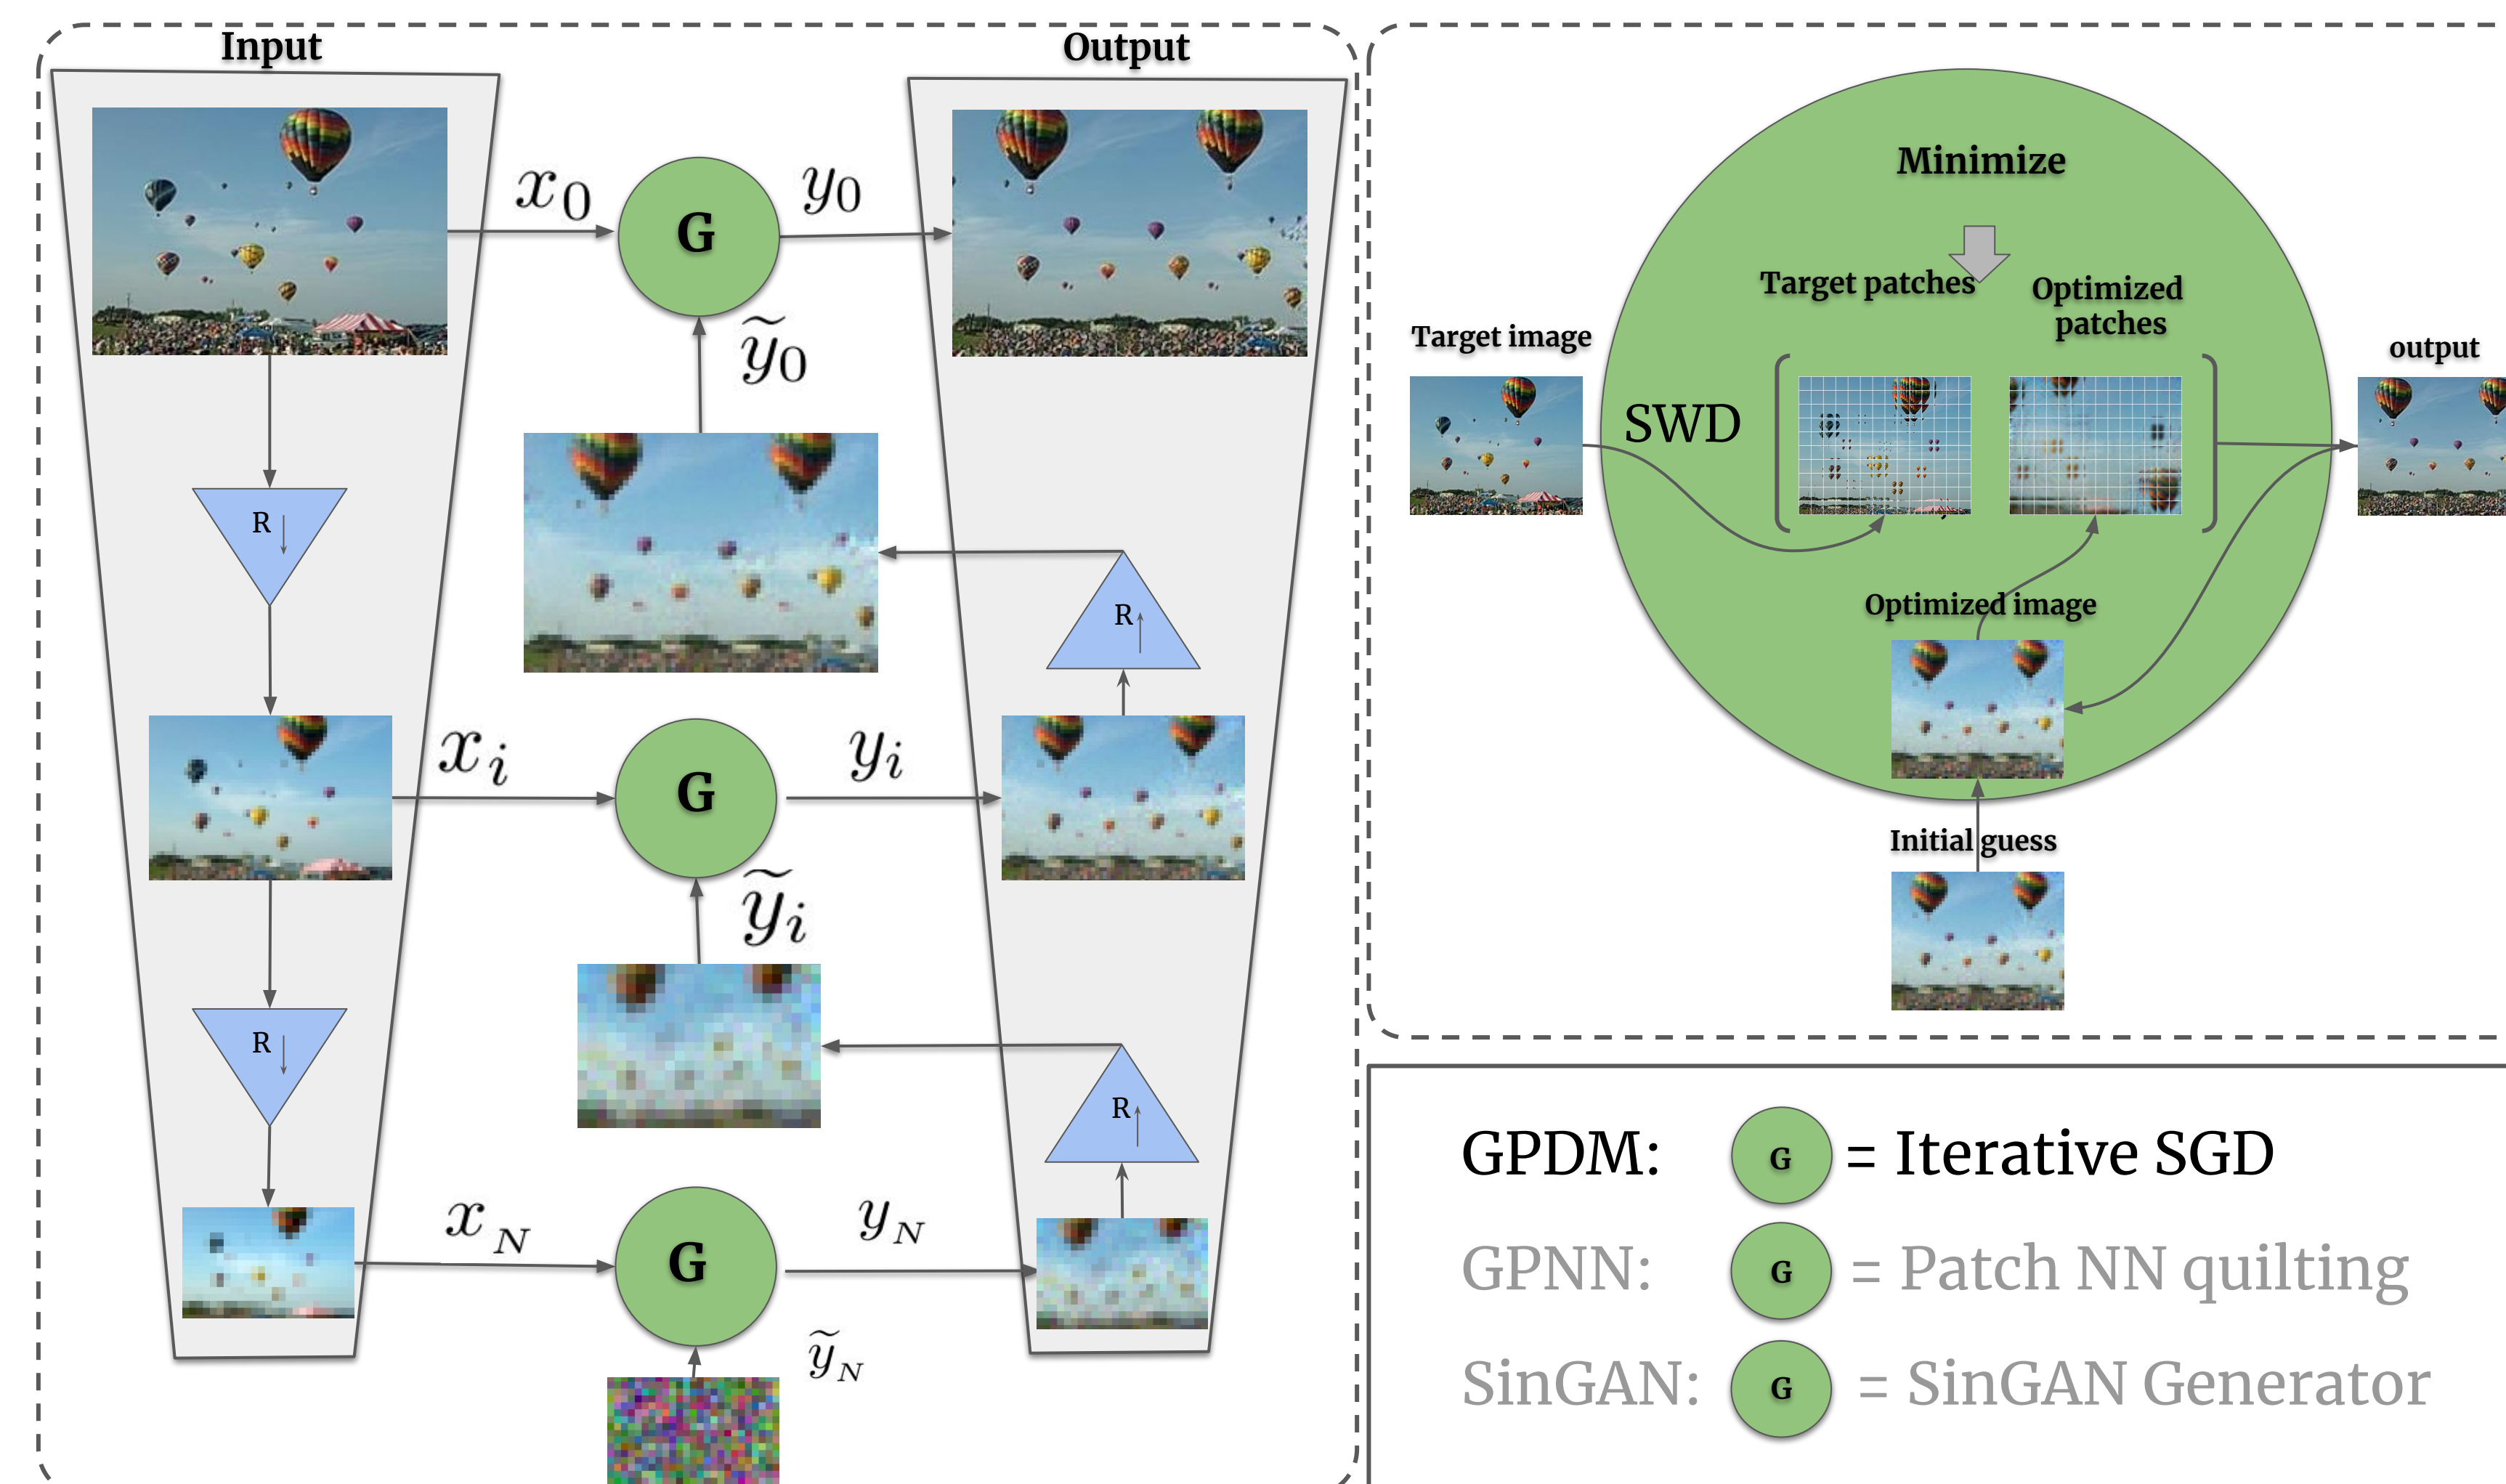 Input
Output
x0
G
y0
ỹ0
R↓
R↑
xi
G
yi
ỹi
R↓
R↑
xN
G
yN
ỹN
Minimize
Target patches
Optimized
patches
Target image
output
SWD
Optimized image
Initial guess
GPDM: G = Iterative SGD
GPNN: G = Patch NN quilting
SinGAN: G = SinGAN Generator